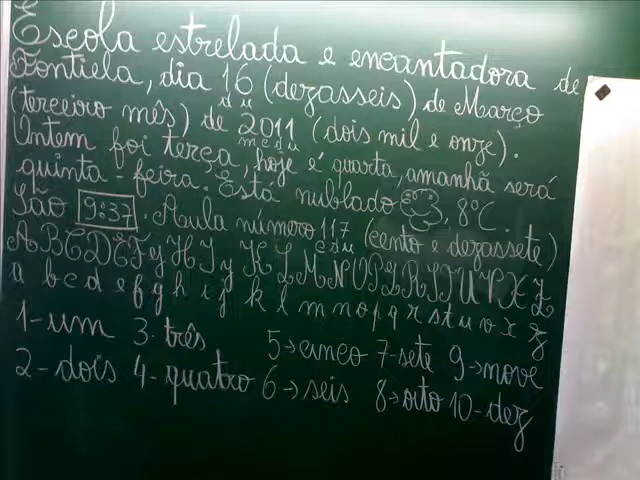 Escola estrelada e encantadora de
Fontiela, dia 16 (dezasseis) de Março
d u
(terceiro mês) de 2011 (dois mil e onze).
m c d u
Ontem foi terça, hoje é quarta, amanhã será
quinta-feira. Está nublado, 8°C.
São 9:37. Aula número 117 (cento e dezassete)
c d u
A B C D E F G H I J K L M N O P Q R S T U V X Z
a b c d e f g h i j k l m n o p q r s t u v x z
1-um 3. três 5→cinco 7-sete 9→nove
2-dois 4-quatro 6→seis 8→oito 10-dez